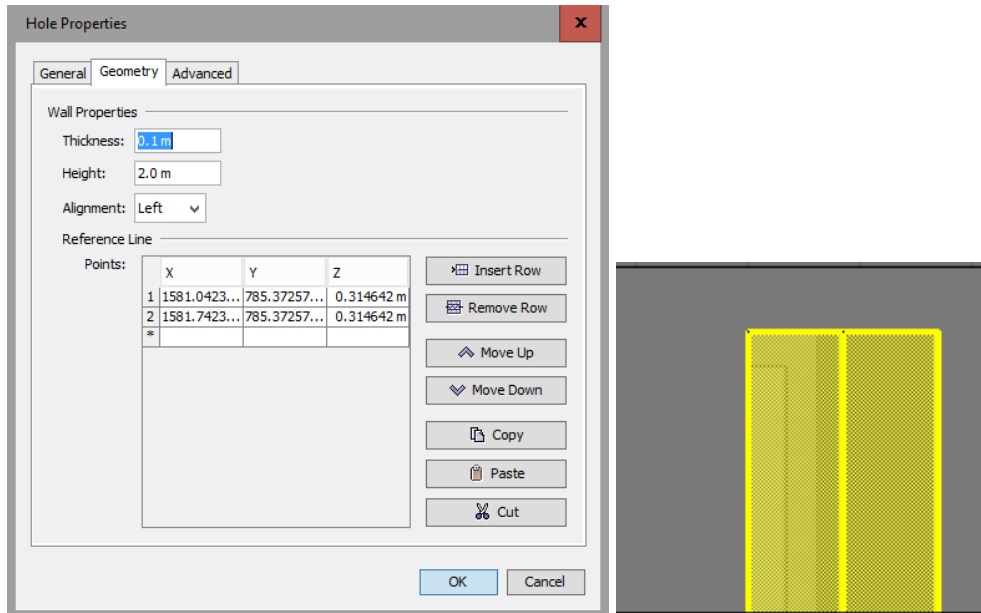 Hole Properties x
General Geometry Advanced
Wall Properties
Thickness: 0.1 m
Height: 2.0 m
Alignment: Left
Reference Line
Points:
X Y Z
1 1581.0423... 785.37257... 0.314642 m
2 1581.7423... 785.37257... 0.314642 m
*
Insert Row
Remove Row
Move Up
Move Down
Copy
Paste
Cut
OK Cancel